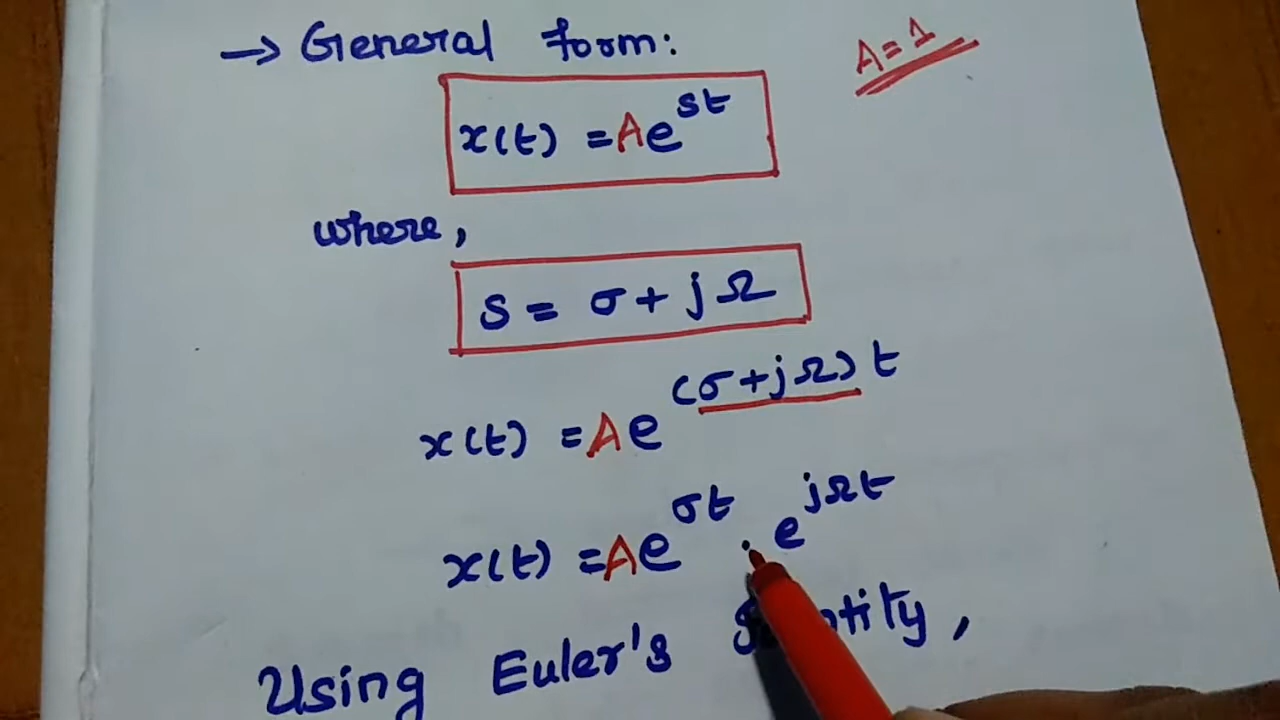 → General form:
A=1
x(t) = Ae^st
where,
s = σ + jΩ
x(t) = Ae^(σ+jΩ)t
x(t) = Ae^σt . e^jΩt
Using Euler's